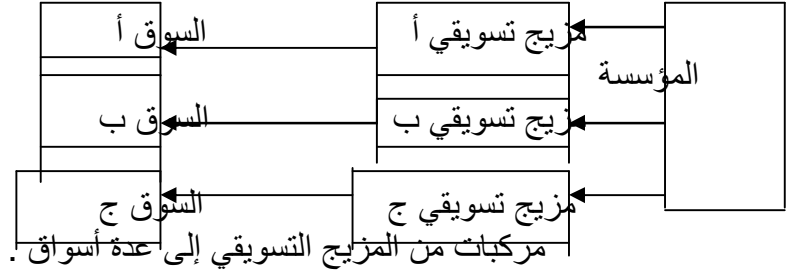 مزيج تسويقي أ السوق أ
المؤسسة
مزيج تسويقي ب السوق ب
مزيج تسويقي ج السوق ج
مركبات من المزيج التسويقي إلى عدة أسواق .